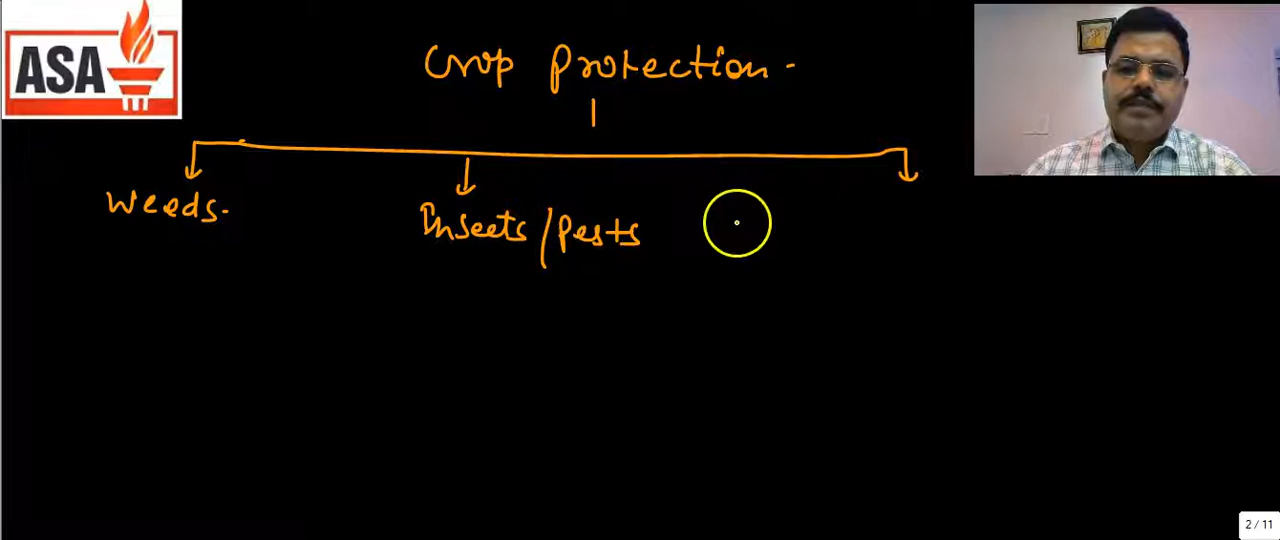 ASA
Crop Protection.
Weeds.
Insects/Pests
2 / 11